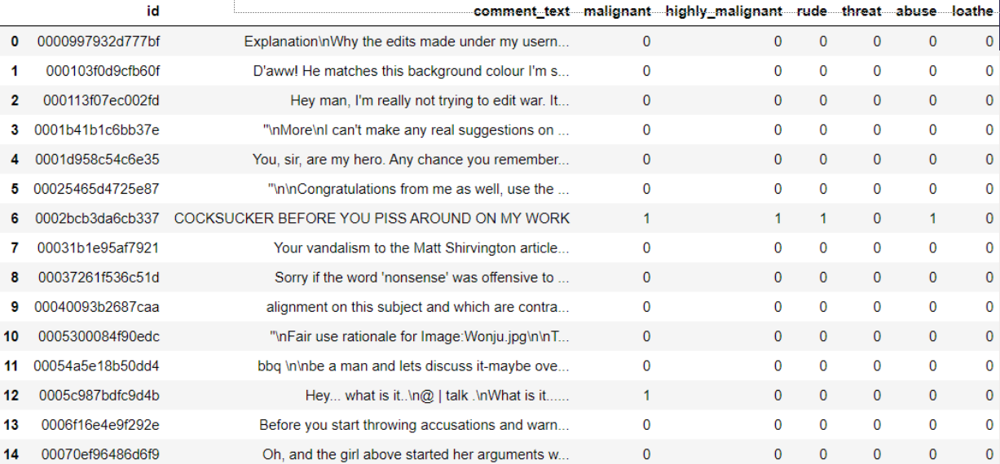 id comment_text malignant highly_malignant rude threat abuse loathe
0 0000997932d777bf Explanation\nWhy the edits made under my usern... 0 0 0 0 0 0
1 000103f0d9cfb60f D'aww! He matches this background colour I'm s... 0 0 0 0 0 0
2 000113f07ec002fd Hey man, I'm really not trying to edit war. It... 0 0 0 0 0 0
3 0001b41b1c6bb37e "\nMore\nI can't make any real suggestions on ... 0 0 0 0 0 0
4 0001d958c54c6e35 You, sir, are my hero. Any chance you remember... 0 0 0 0 0 0
5 00025465d4725e87 "\n\nCongratulations from me as well, use the ... 0 0 0 0 0 0
6 0002bcb3da6cb337 COCKSUCKER BEFORE YOU PISS AROUND ON MY WORK 1 1 1 0 1 0
7 00031b1e95af7921 Your vandalism to the Matt Shirvington article... 0 0 0 0 0 0
8 00037261f536c51d Sorry if the word 'nonsense' was offensive to ... 0 0 0 0 0 0
9 00040093b2687caa alignment on this subject and which are contra... 0 0 0 0 0 0
10 0005300084f90edc "\nFair use rationale for Image:Wonju.jpg\n\nT... 0 0 0 0 0 0
11 00054a5e18b50dd4 bbq \n\nbe a man and lets discuss it-maybe ove... 0 0 0 0 0 0
12 0005c987bdfc9d4b Hey... what is it..\n@ | talk .\nWhat is it...... 1 0 0 0 0 0
13 0006f16e4e9f292e Before you start throwing accusations and warn... 0 0 0 0 0 0
14 00070ef96486d6f9 Oh, and the girl above started her arguments w... 0 0 0 0 0 0